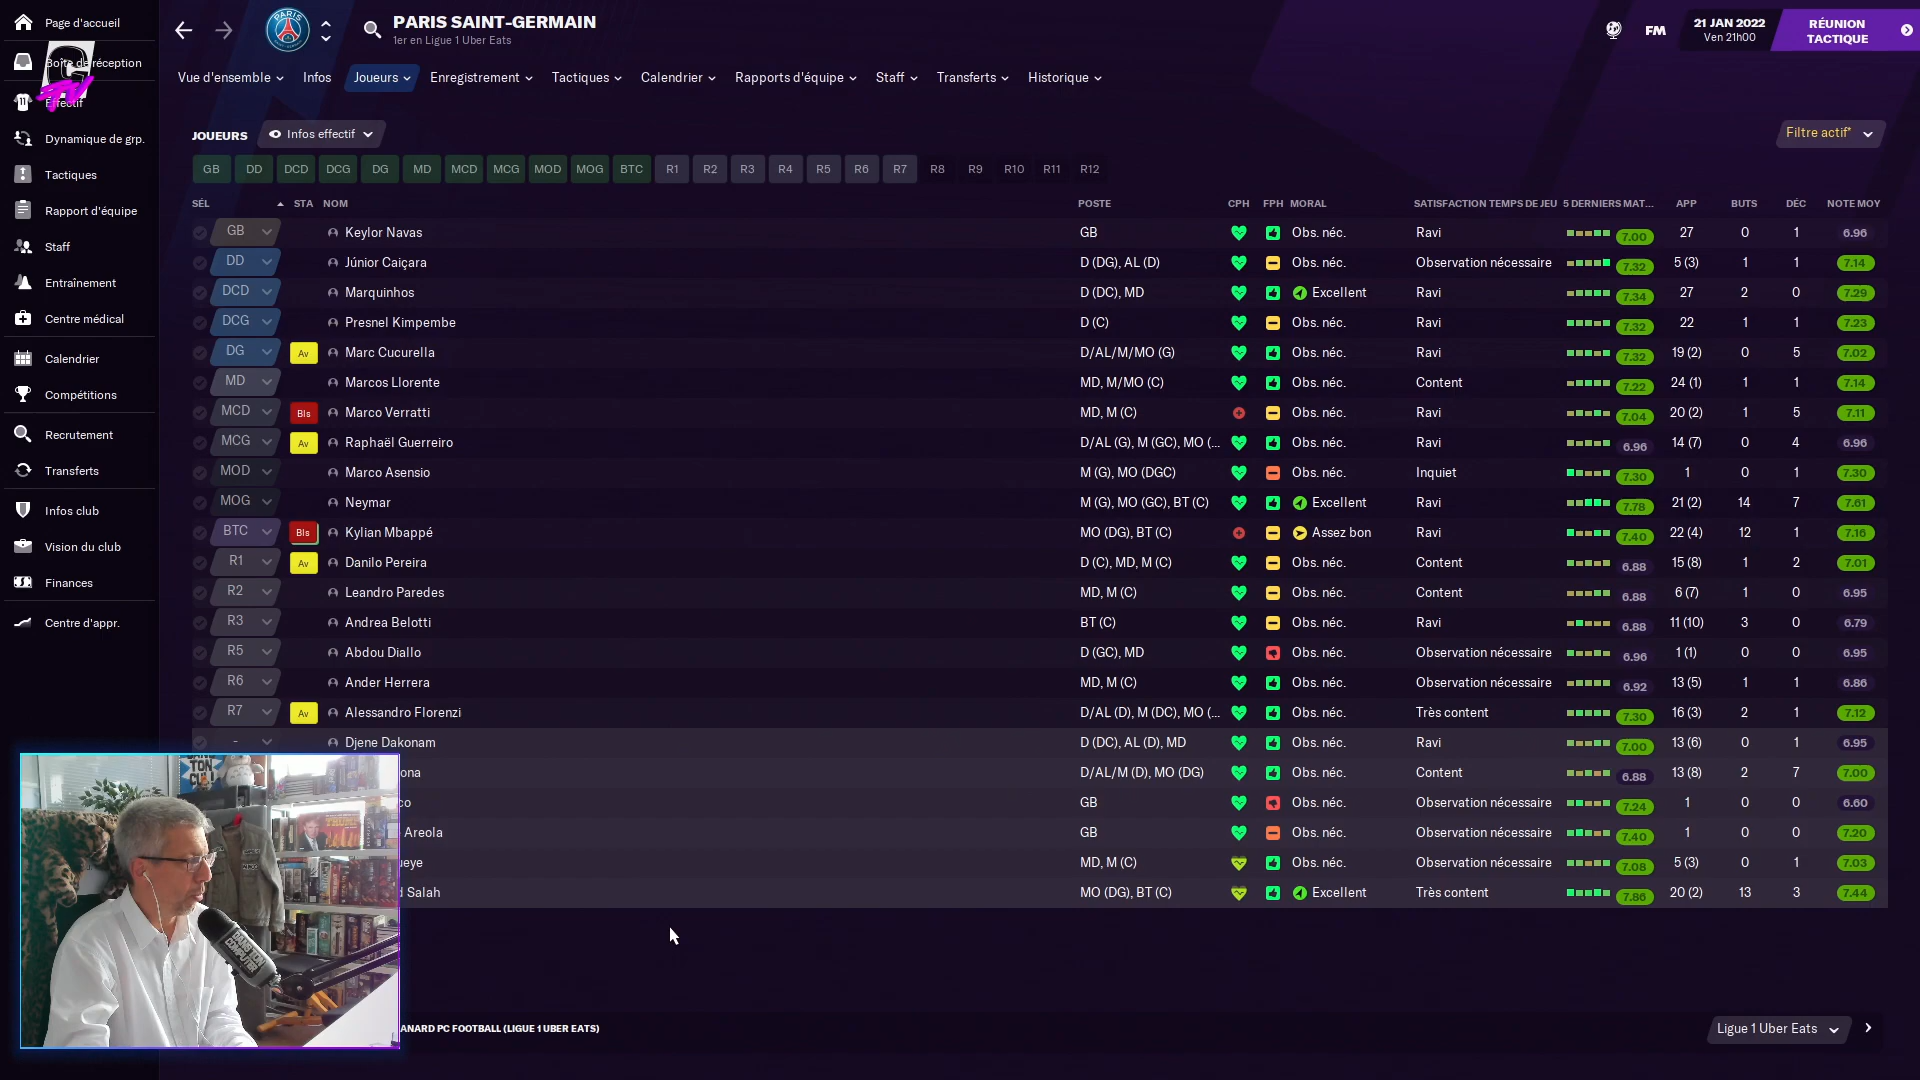 Page d'accueil
PARIS SAINT-GERMAIN
1er en Ligue 1 Uber Eats
FM
21 JAN 2022
Ven 21h00
RÉUNION
TACTIQUE
Boîte de réception
Effectif
Dynamique de grp.
Tactiques
Rapport d'équipe
Staff
Entraînement
Centre médical
Calendrier
Compétitions
Recrutement
Transferts
Infos club
Vision du club
Finances
Centre d'appr.
Vue d'ensemble Infos Joueurs Enregistrement Tactiques Calendrier Rapports d'équipe Staff Transferts Historique
JOUEURS Infos effectif Filtre actif*
GB DD DCD DCG DG MD MCD MCG MOD MOG BTC R1 R2 R3 R4 R5 R6 R7 R8 R9 R10 R11 R12
SÉL STA NOM POSTE CPH FPH MORAL SATISFACTION TEMPS DE JEU 5 DERNIERS MAT... APP BUTS DÉC NOTE MOY
GB Keylor Navas GB Obs. néc. Ravi 7.00 27 0 1 6.96
DD Júnior Caiçara D (DG), AL (D) Obs. néc. Observation nécessaire 7.32 5 (3) 1 1 7.14
DCD Marquinhos D (DC), MD Excellent Ravi 7.34 27 2 0 7.29
DCG Presnel Kimpembe D (C) Obs. néc. Ravi 7.32 22 1 1 7.23
DG Av Marc Cucurella D/AL/M/MO (G) Obs. néc. Ravi 7.32 19 (2) 0 5 7.02
MD Marcos Llorente MD, M/MO (C) Obs. néc. Content 7.22 24 (1) 1 1 7.14
MCD Bls Marco Verratti MD, M (C) Obs. néc. Ravi 7.04 20 (2) 1 5 7.11
MCG Av Raphaël Guerreiro D/AL (G), M (GC), MO (... Obs. néc. Ravi 6.96 14 (7) 0 4 6.96
MOD Marco Asensio M (G), MO (DGC) Obs. néc. Inquiet 7.30 1 0 1 7.30
MOG Neymar M (G), MO (GC), BT (C) Excellent Ravi 7.78 21 (2) 14 7 7.61
BTC Bls Kylian Mbappé MO (DG), BT (C) Assez bon Ravi 7.40 22 (4) 12 1 7.16
R1 Av Danilo Pereira D (C), MD, M (C) Obs. néc. Content 6.88 15 (8) 1 2 7.01
R2 Leandro Paredes MD, M (C) Obs. néc. Content 6.88 6 (7) 1 0 6.95
R3 Andrea Belotti BT (C) Obs. néc. Ravi 6.88 11 (10) 3 0 6.79
R5 Abdou Diallo D (GC), MD Obs. néc. Observation nécessaire 6.96 1 (1) 0 0 6.95
R6 Ander Herrera MD, M (C) Obs. néc. Observation nécessaire 6.92 13 (5) 1 1 6.86
R7 Av Alessandro Florenzi D/AL (D), M (DC), MO (... Obs. néc. Très content 7.30 16 (3) 2 1 7.12
- Djene Dakonam D (DC), AL (D), MD Obs. néc. Ravi 7.00 13 (6) 0 1 6.95
ona D/AL/M (D), MO (DG) Obs. néc. Content 6.88 13 (8) 2 7 7.00
co GB Obs. néc. Observation nécessaire 7.24 1 0 0 6.60
Areola GB Obs. néc. Observation nécessaire 7.40 1 0 0 7.20
ueye MD, M (C) Obs. néc. Observation nécessaire 7.08 5 (3) 0 1 7.03
d Salah MO (DG), BT (C) Excellent Très content 7.86 20 (2) 13 3 7.44
TON
CUL!
ANARD PC FOOTBALL (LIGUE 1 UBER EATS) Ligue 1 Uber Eats